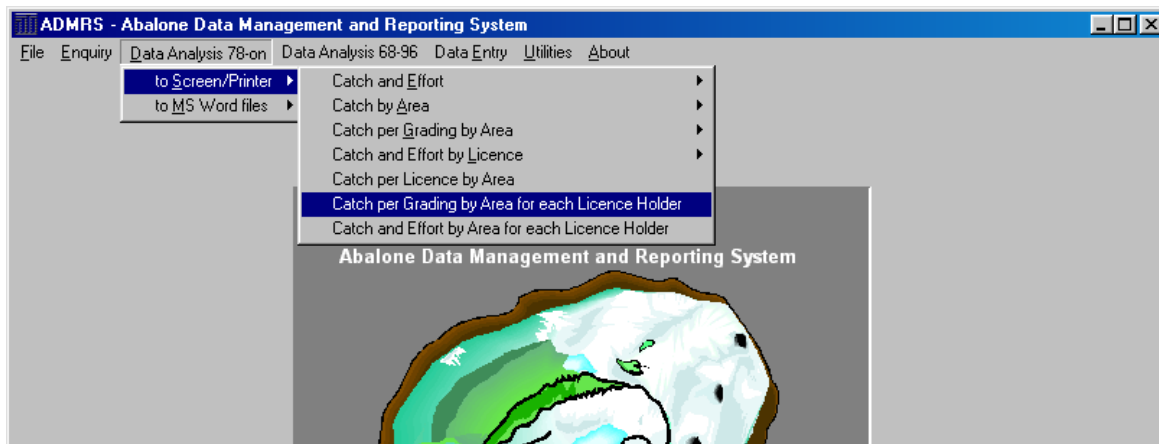 ADMRS - Abalone Data Management and Reporting System
File Enquiry Data Analysis 78-on Data Analysis 68-96 Data Entry Utilities About
to Screen/Printer
to MS Word files
Catch and Effort
Catch by Area
Catch per Grading by Area
Catch and Effort by Licence
Catch per Licence by Area
Catch per Grading by Area for each Licence Holder
Catch and Effort by Area for each Licence Holder
Abalone Data Management and Reporting System